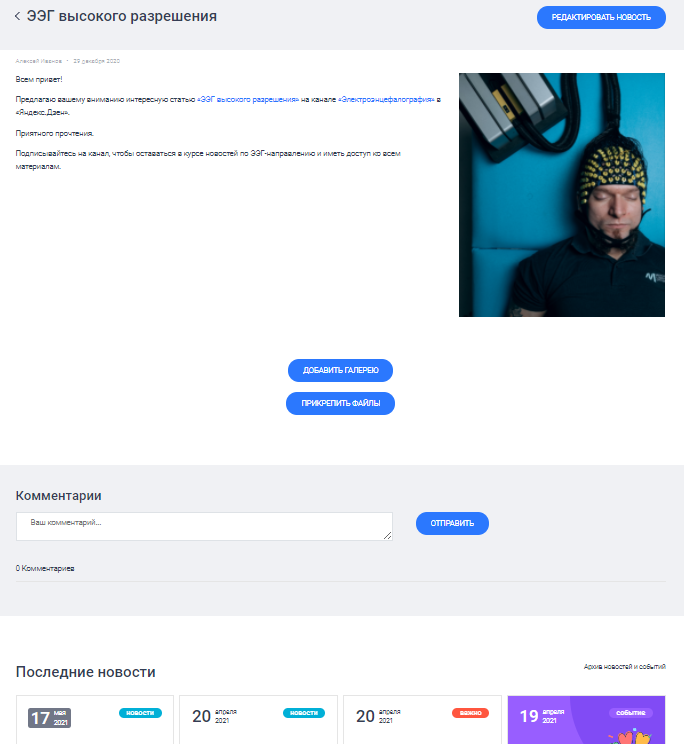 ЭЭГ высокого разрешения
РЕДАКТИРОВАТЬ НОВОСТЬ
Алексей Иванов • 29 декабря 2020
Всем привет!
Предлагаю вашему вниманию интересную статью «ЭЭГ высокого разрешения» на канале «Электроэнцефалография» в
«Яндекс.Дзен».
Приятного прочтения.
Подписывайтесь на канал, чтобы оставаться в курсе новостей по ЭЭГ-направлению и иметь доступ ко всем
материалам.
ДОБАВИТЬ ГАЛЕРЕЮ
ПРИКРЕПИТЬ ФАЙЛЫ
Комментарии
Ваш комментарий...
ОТПРАВИТЬ
0 Комментариев
Последние новости
Архив новостей и событий
17 мая 2021
новости
20 апреля 2021
новости
20 апреля 2021
важно
19 апреля 2021
событие